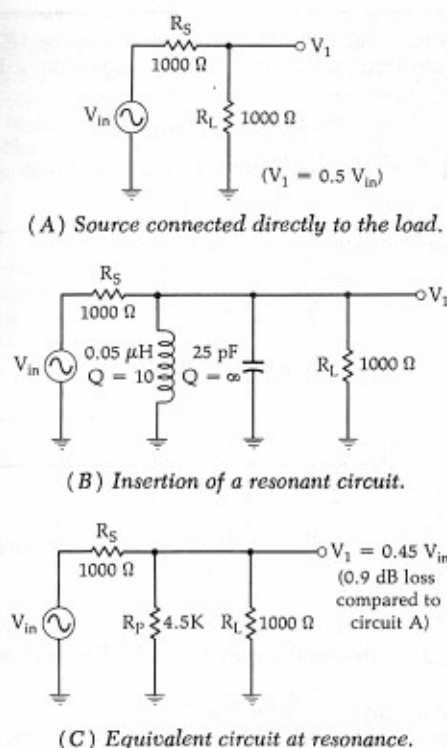 R_S
1000 Ω
V_1
V_in
R_L 1000 Ω
(V_1 = 0.5 V_in)
(A) Source connected directly to the load.
R_S
1000 Ω
V_1
V_in
0.05 μH 25 pF
Q = 10 Q = ∞
R_L 1000 Ω
(B) Insertion of a resonant circuit.
R_S
1000 Ω
V_1 = 0.45 V_in
(0.9 dB loss
compared to
circuit A)
V_in
R_P 4.5K R_L 1000 Ω
(C) Equivalent circuit at resonance.